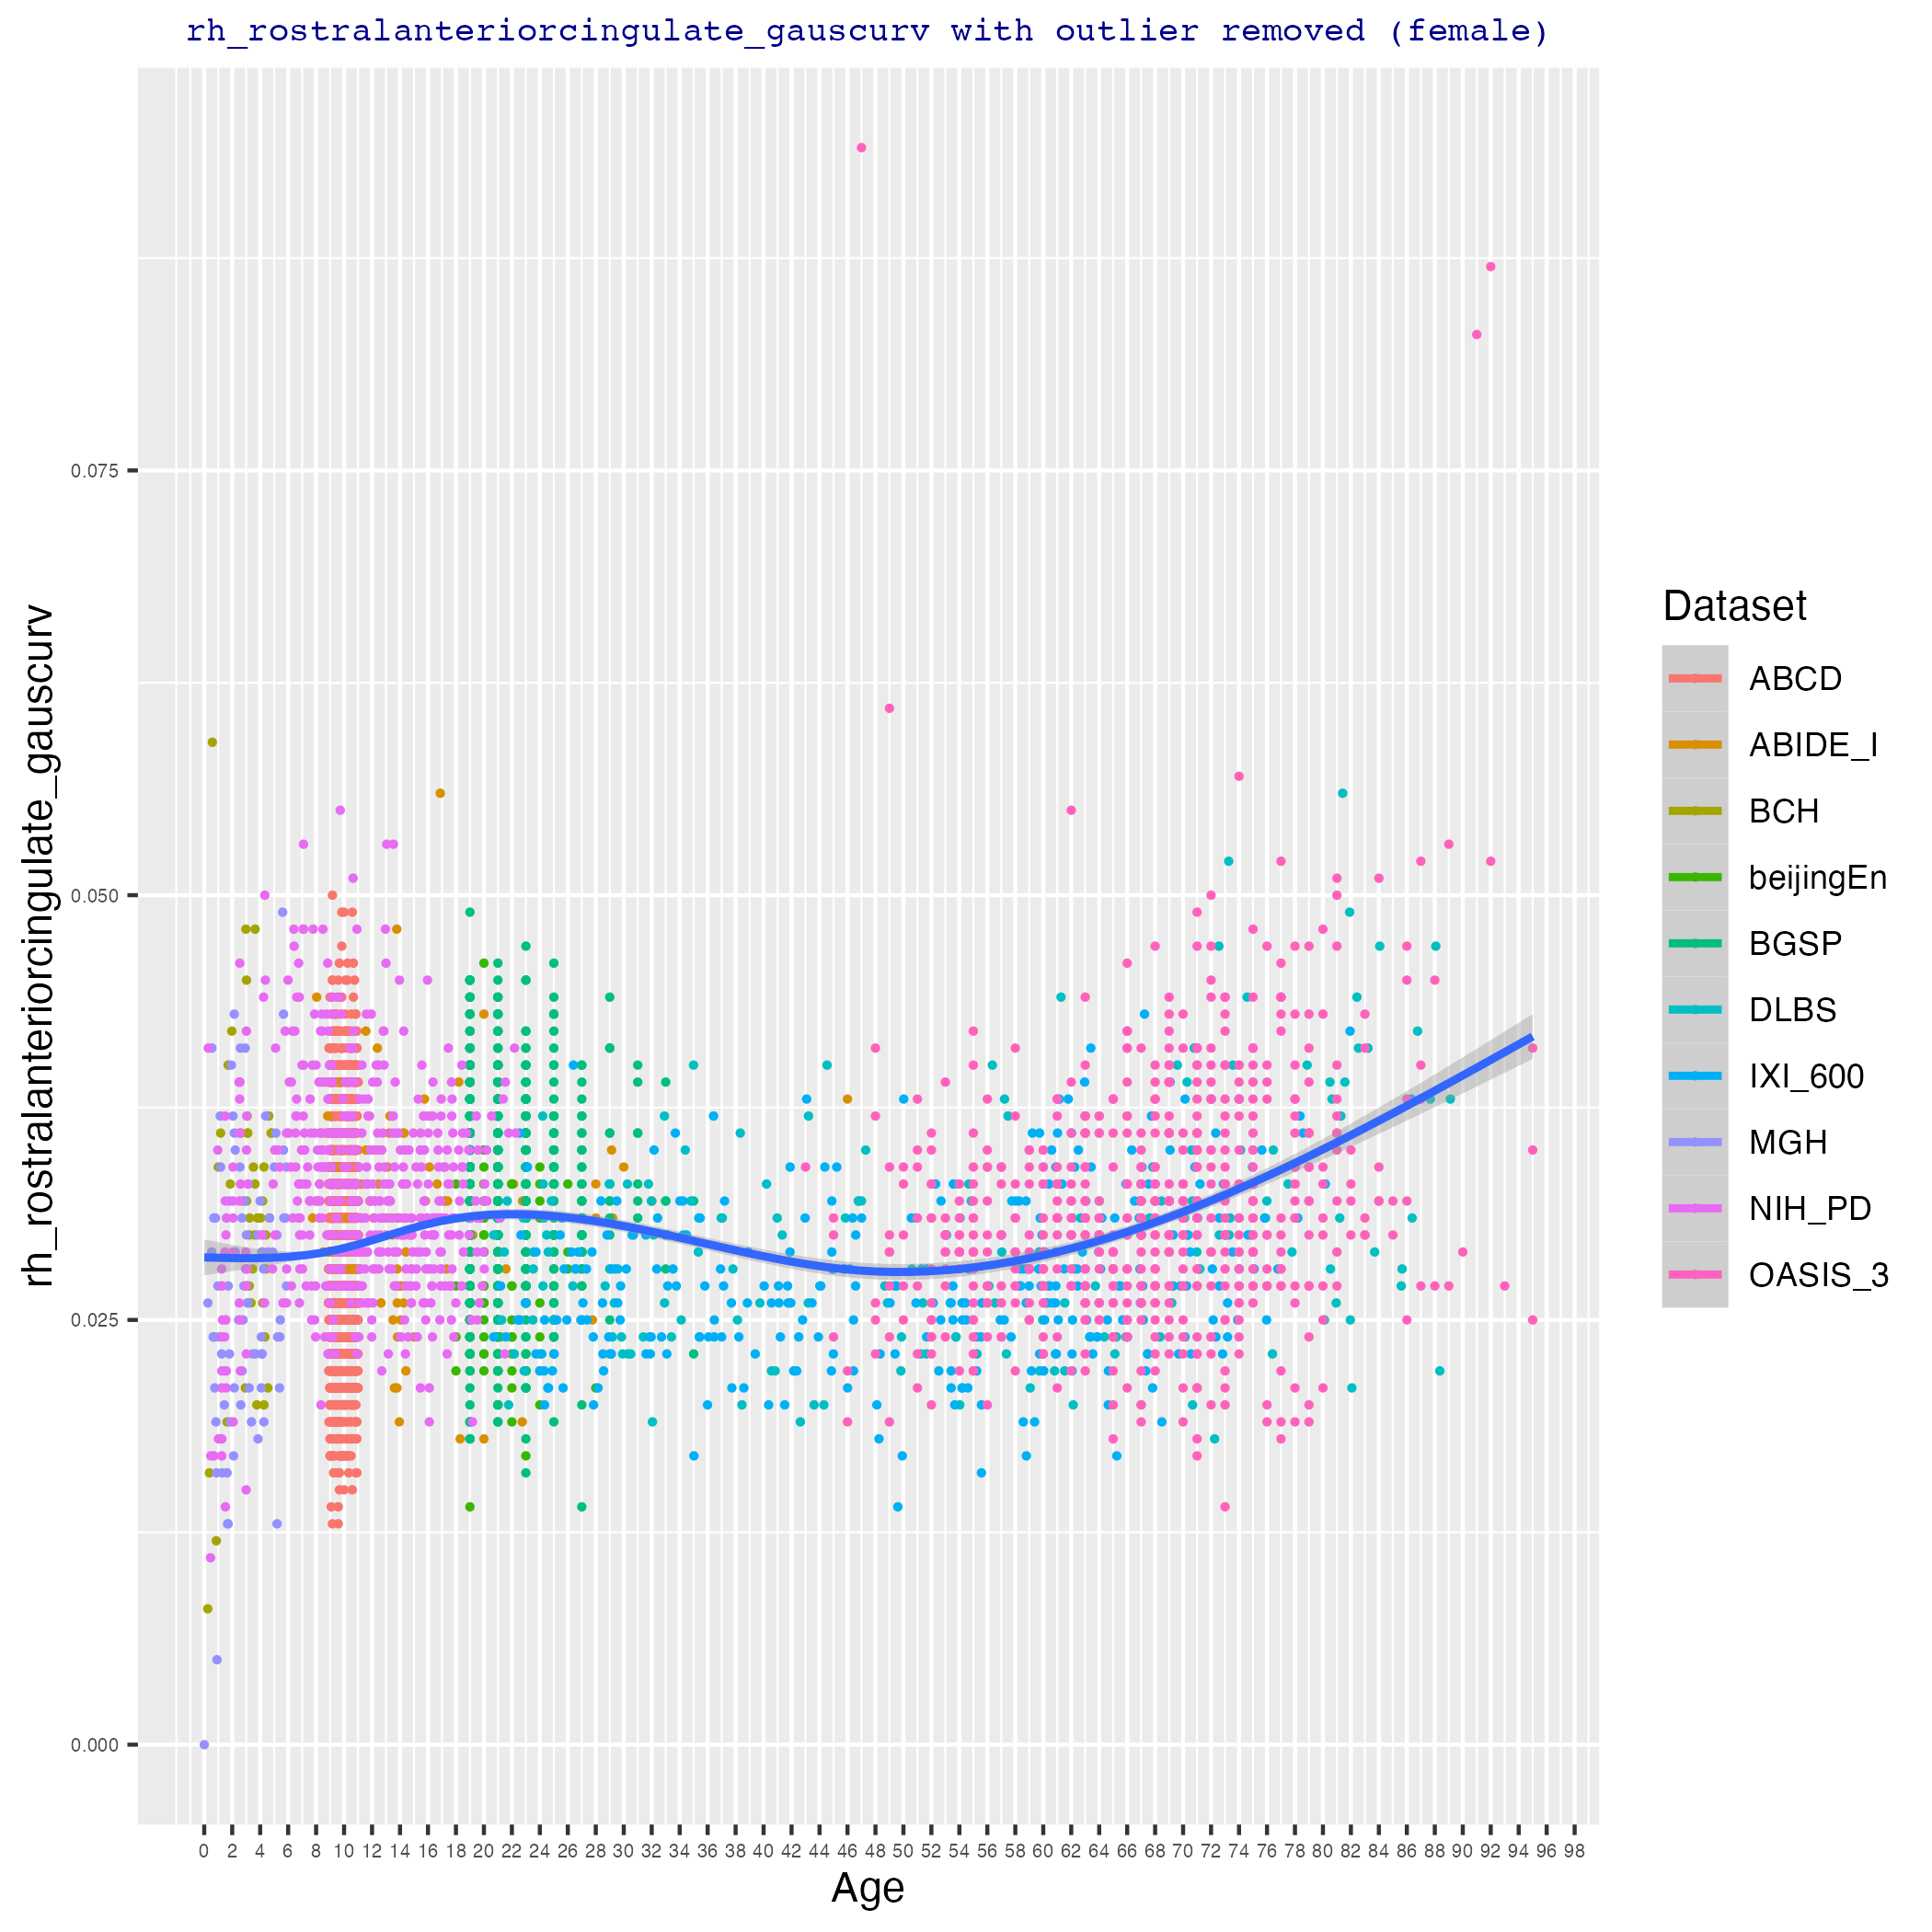 rh_rostralanteriorcingulate_gauscurv with outlier removed (female)
rh_rostralanteriorcingulate_gauscurv
0.075
0.050
0.025
0.000
0 2 4 6 8 10 12 14 16 18 20 22 24 26 28 30 32 34 36 38 40 42 44 46 48 50 52 54 56 58 60 62 64 66 68 70 72 74 76 78 80 82 84 86 88 90 92 94 96 98
Age
Dataset
ABCD
ABIDE_I
BCH
beijingEn
BGSP
DLBS
IXI_600
MGH
NIH_PD
OASIS_3